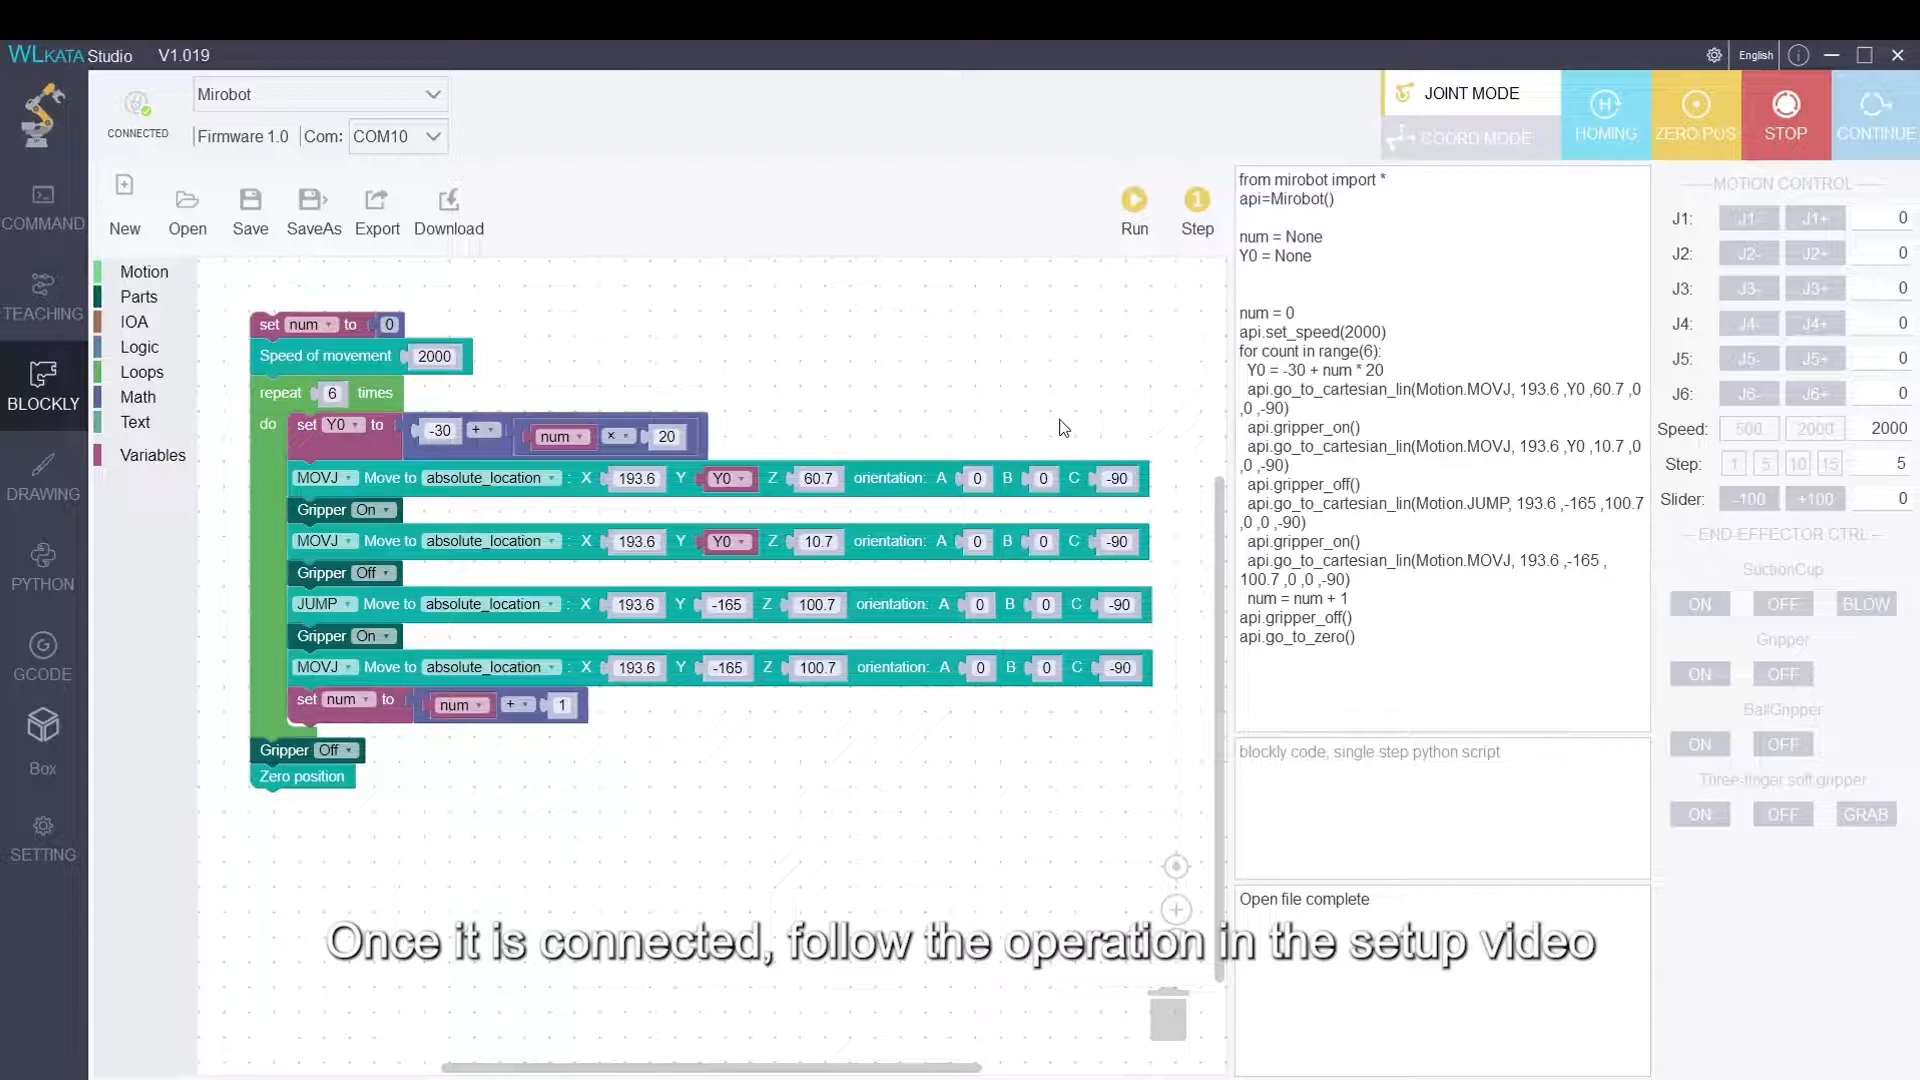 WLKATA Studio V1.019
English
CONNECTED
Mirobot
Firmware 1.0 Com: COM10
JOINT MODE
COORD MODE
HOMING
ZERO POS
STOP
CONTINUE
COMMAND
TEACHING
BLOCKLY
DRAWING
PYTHON
GCODE
Box
SETTING
New
Open
Save
SaveAs
Export
Download
Run
1
Step
Motion
Parts
IOA
Logic
Loops
Math
Text
Variables
set num to 0
Speed of movement 2000
repeat 6 times
do set Y0 to -30 + num × 20
MOVJ Move to absolute_location : X 193.6 Y Y0 Z 60.7 orientation: A 0 B 0 C -90
Gripper On
MOVJ Move to absolute_location : X 193.6 Y Y0 Z 10.7 orientation: A 0 B 0 C -90
Gripper Off
JUMP Move to absolute_location : X 193.6 Y -165 Z 100.7 orientation: A 0 B 0 C -90
Gripper On
MOVJ Move to absolute_location : X 193.6 Y -165 Z 100.7 orientation: A 0 B 0 C -90
set num to num + 1
Gripper Off
Zero position
from mirobot import *
api=Mirobot()
num = None
Y0 = None
num = 0
api.set_speed(2000)
for count in range(6):
Y0 = -30 + num * 20
api.go_to_cartesian_lin(Motion.MOVJ, 193.6 ,Y0 ,60.7 ,0
,0 ,-90)
api.gripper_on()
api.go_to_cartesian_lin(Motion.MOVJ, 193.6 ,Y0 ,10.7 ,0
,0 ,-90)
api.gripper_off()
api.go_to_cartesian_lin(Motion.JUMP, 193.6 ,-165 ,100.7
,0 ,0 ,-90)
api.gripper_on()
api.go_to_cartesian_lin(Motion.MOVJ, 193.6 ,-165 ,
100.7 ,0 ,0 ,-90)
num = num + 1
api.gripper_off()
api.go_to_zero()
blockly code, single step python script
Open file complete
MOTION CONTROL
J1: J1- J1+ 0
J2: J2- J2+ 0
J3: J3- J3+ 0
J4: J4- J4+ 0
J5: J5- J5+ 0
J6: J6- J6+ 0
Speed: 500 2000 2000
Step: 1 5 10 15 5
Slider: -100 +100 0
END EFFECTOR CTRL
SuctionCup
ON OFF BLOW
Gripper
ON OFF
BallGripper
ON OFF
Three-finger soft gripper
ON OFF GRAB
Once it is connected, follow the operation in the setup video